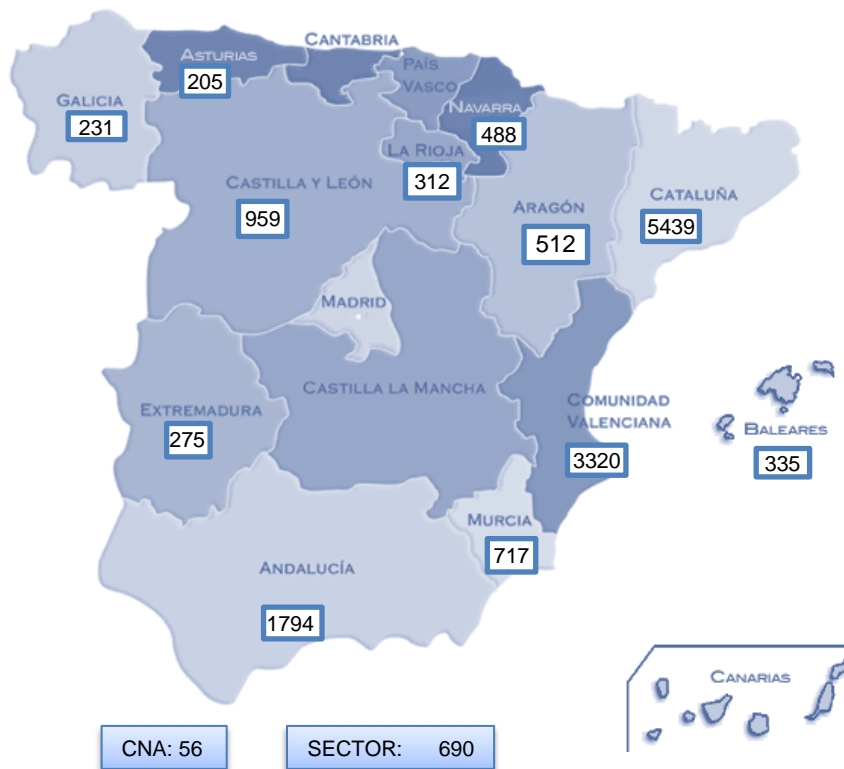 CANTABRIA
ASTURIAS
205
PAÍS
VASCO
GALICIA
231
NAVARRA
488
LA RIOJA
312
CASTILLA Y LEÓN
959
ARAGÓN
512
CATALUÑA
5439
MADRID
CASTILLA LA MANCHA
EXTREMADURA
275
COMUNIDAD
VALENCIANA
3320
BALEARES
335
MURCIA
717
ANDALUCÍA
1794
CANARIAS
CNA: 56
SECTOR: 690